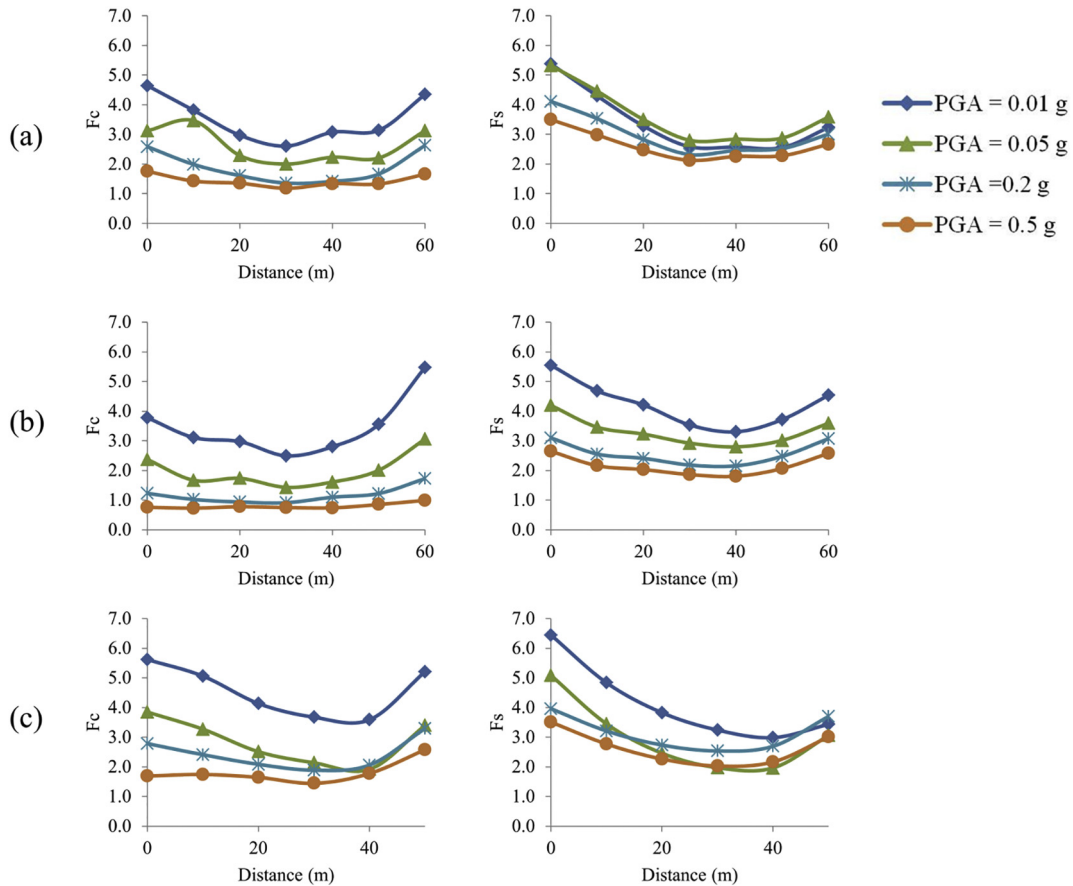 (a)
7.0
6.0
5.0
4.0
3.0
2.0
1.0
0.0
Fc
0 20 40 60
Distance (m)
7.0
6.0
5.0
4.0
3.0
2.0
1.0
0.0
Fs
0 20 40 60
Distance (m)
PGA = 0.01 g
PGA = 0.05 g
PGA =0.2 g
PGA = 0.5 g
(b)
7.0
6.0
5.0
4.0
3.0
2.0
1.0
0.0
Fc
0 20 40 60
Distance (m)
7.0
6.0
5.0
4.0
3.0
2.0
1.0
0.0
Fs
0 20 40 60
Distance (m)
(c)
7.0
6.0
5.0
4.0
3.0
2.0
1.0
0.0
Fc
0 20 40
Distance (m)
7.0
6.0
5.0
4.0
3.0
2.0
1.0
0.0
Fs
0 20 40
Distance (m)